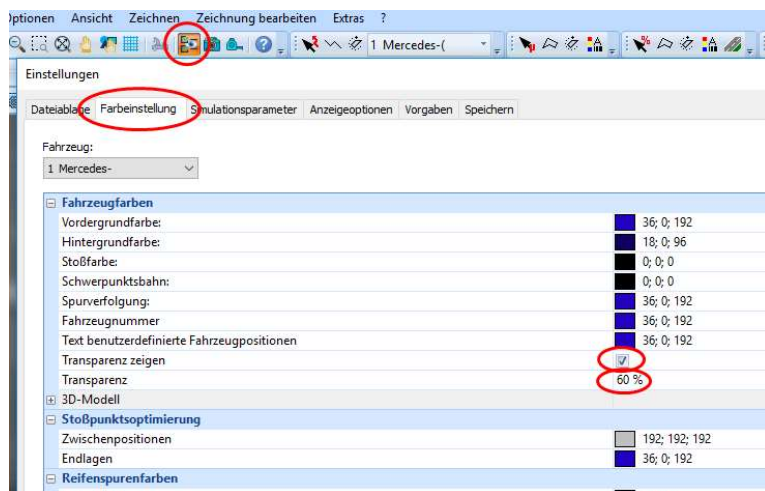 Optionen Ansicht Zeichnen Zeichnung bearbeiten Extras ?
1 Mercedes-(
Einstellungen
Dateiablage Farbeinstellung Simulationsparameter Anzeigeoptionen Vorgaben Speichern
Fahrzeug:
1 Mercedes-
Fahrzeugfarben
Vordergrundfarbe: 36; 0; 192
Hintergrundfarbe: 18; 0; 96
Stoßfarbe: 0; 0; 0
Schwerpunktsbahn: 0; 0; 0
Spurverfolgung: 36; 0; 192
Fahrzeugnummer 36; 0; 192
Text benutzerdefinierte Fahrzeugpositionen 36; 0; 192
Transparenz zeigen
Transparenz 60 %
3D-Modell
Stoßpunktsoptimierung
Zwischenpositionen 192; 192; 192
Endlagen 36; 0; 192
Reifenspurenfarben